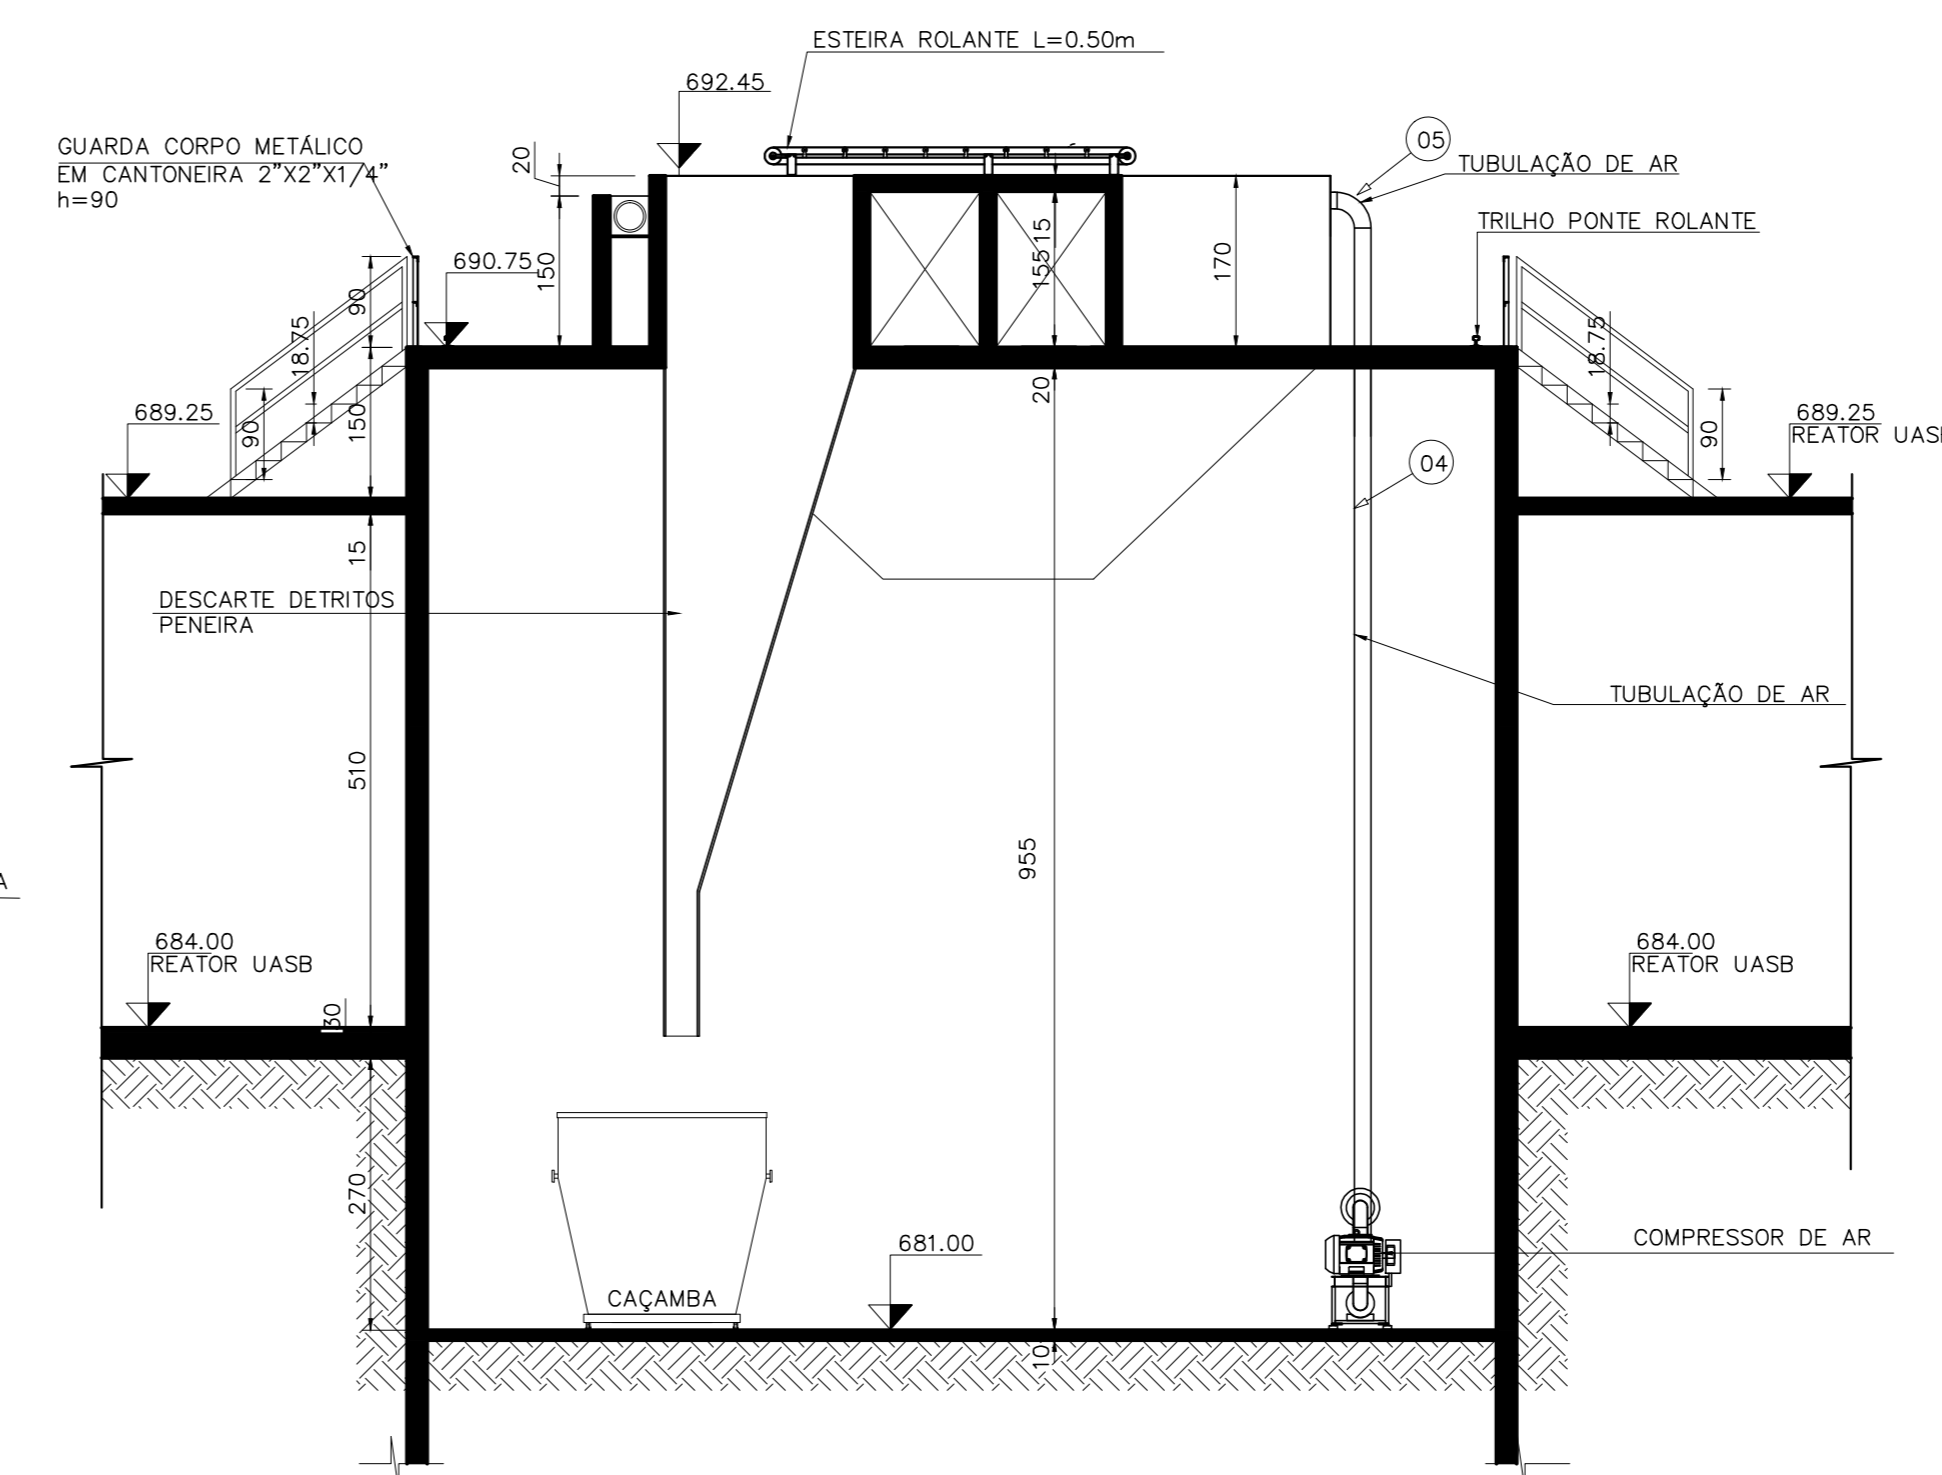 ESTEIRA ROLANTE L=0.50m
692.45
GUARDA CORPO METÁLICO
EM CANTONEIRA 2"X2"X1/4"
h=90
20
05
TUBULAÇÃO DE AR
TRILHO PONTE ROLANTE
690.75
150
15
155
170
90
18.75
18.75
689.25
90
150
20
90
689.25
REATOR UASB
04
15
DESCARTE DETRITOS
PENEIRA
TUBULAÇÃO DE AR
510
955
A
684.00
REATOR UASB
684.00
REATOR UASB
30
270
681.00
COMPRESSOR DE AR
CAÇAMBA
10